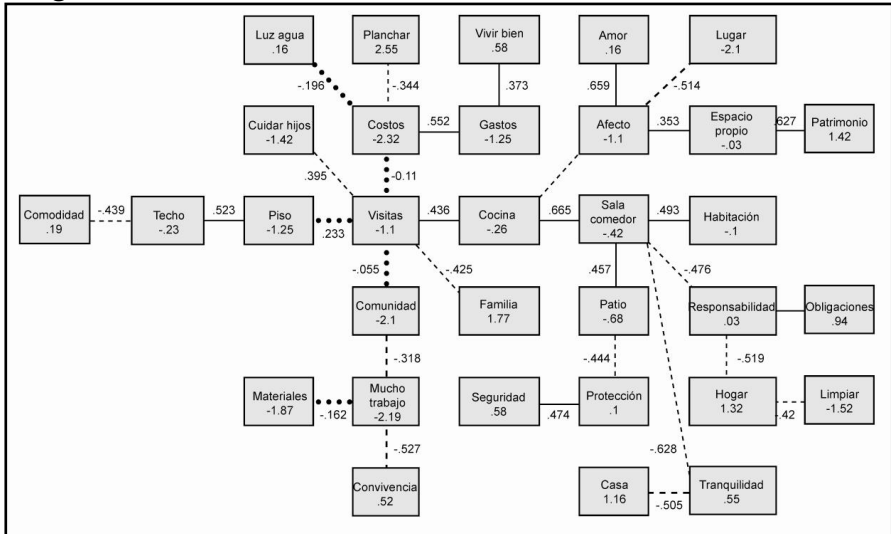 Luz agua
.16
Planchar
2.55
Vivir bien
.58
Amor
.16
Lugar
-2.1
-.196
-.344
.373
.659
-.514
Cuidar hijos
-1.42
Costos
-2.32
.552
Gastos
-1.25
Afecto
-1.1
.353
Espacio
propio
-.03
.627
Patrimonio
1.42
.395
-0.11
Comodidad
.19
-.439
Techo
-.23
.523
Piso
-1.25
.233
Visitas
-1.1
.436
Cocina
-.26
.665
Sala
comedor
-.42
.493
Habitación
-.1
-.055
-.425
.457
-.476
Comunidad
-2.1
Familia
1.77
Patio
-.68
Responsabilidad
.03
Obligaciones
.94
-.318
-.444
-.519
Materiales
-1.87
-.162
Mucho
trabajo
-2.19
Seguridad
.58
.474
Protección
.1
Hogar
1.32
-.42
Limpiar
-1.52
-.527
-.628
Convivencia
.52
Casa
1.16
-.505
Tranquilidad
.55